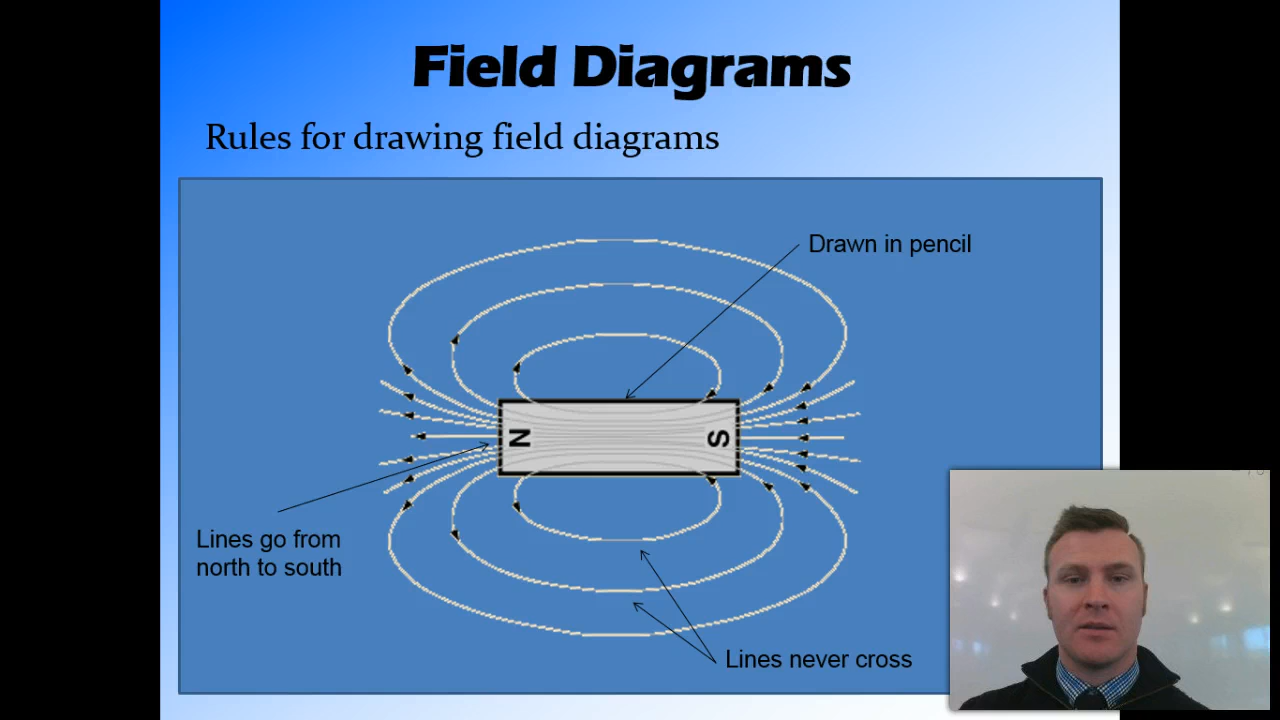 Field Diagrams
Rules for drawing field diagrams
Drawn in pencil
N
S
Lines go from
north to south
Lines never cross